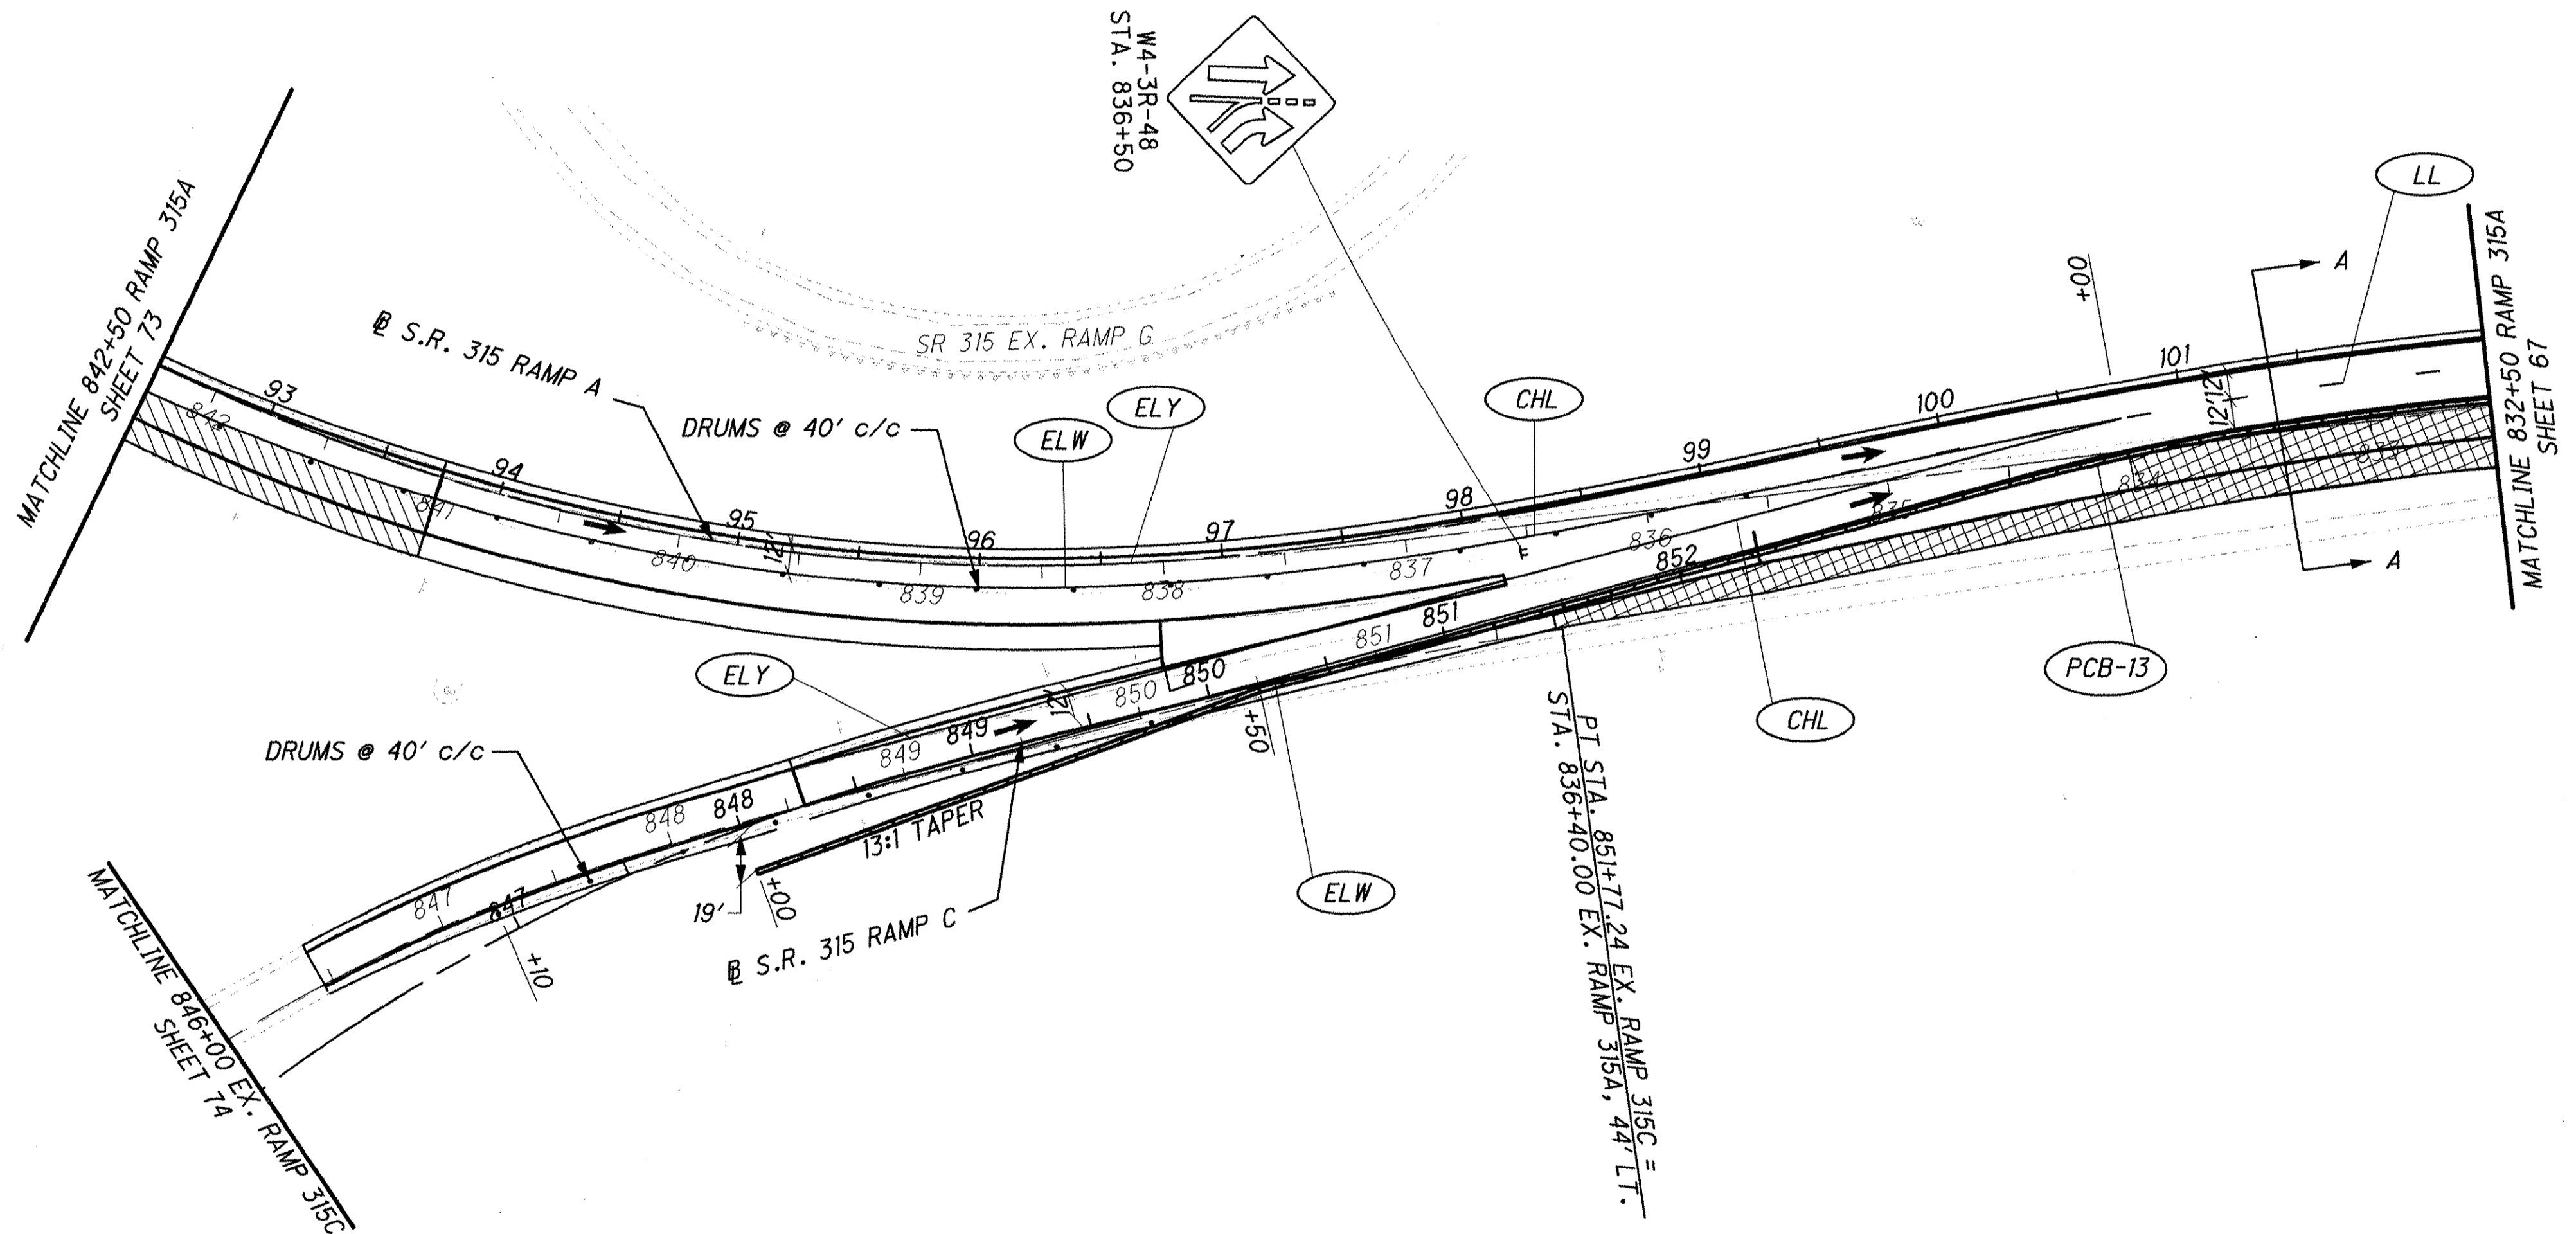 W4-3R-48
STA. 836+50
MATCHLINE 842+50 RAMP 315A
SHEET 73
℄ S.R. 315 RAMP A
SR 315 EX. RAMP G
DRUMS @ 40' c/c
ELW
ELY
CHL
LL
A
A
+00
MATCHLINE 832+50 RAMP 315A
SHEET 67
93
94
95
96
97
98
99
100
101
12'
12'
12'
842
841
840
839
838
837
836
835
834
833
ELY
DRUMS @ 40' c/c
847
848
849
850
851
847
848
849
850
851
852
12'
+50
CHL
PCB-13
ELW
13:1 TAPER
19'
+00
+10
℄ S.R. 315 RAMP C
PT STA. 851+77.24 EX. RAMP 315C =
STA. 836+40.00 EX. RAMP 315A, 44' LT.
MATCHLINE 846+00 EX. RAMP 315C
SHEET 74